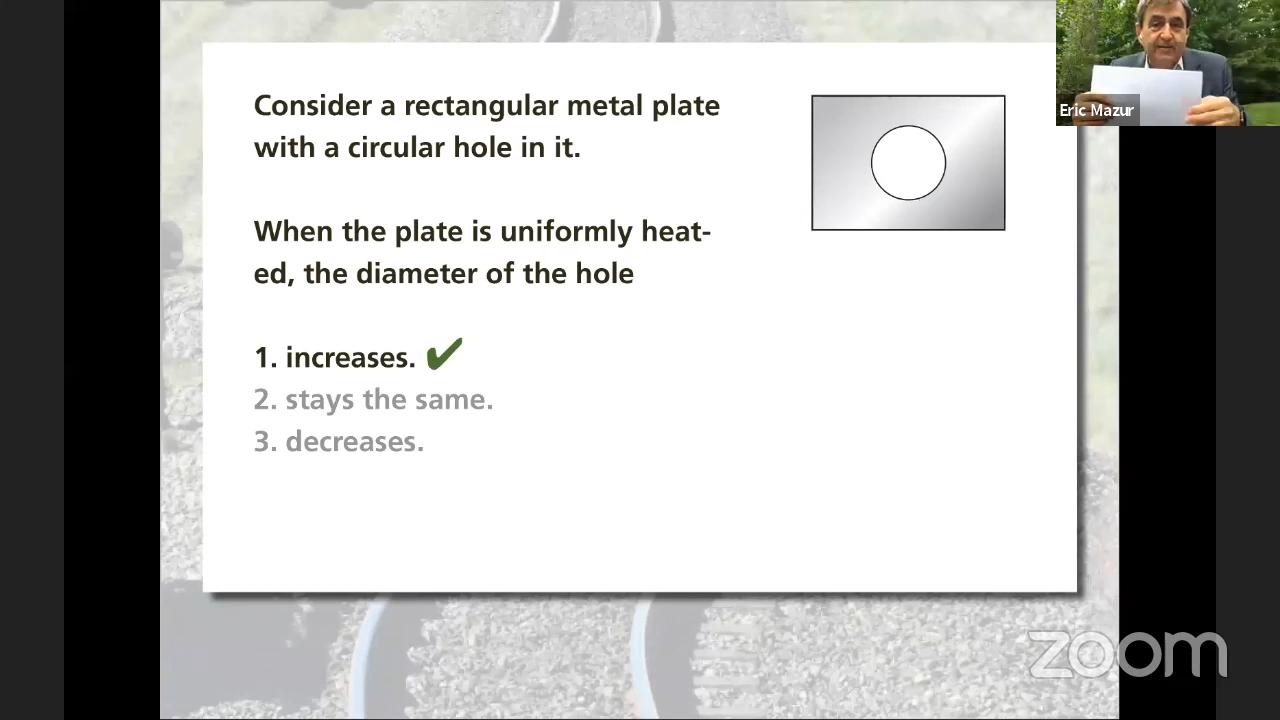 Consider a rectangular metal plate
with a circular hole in it.
When the plate is uniformly heat-
ed, the diameter of the hole
1. increases. ✔
2. stays the same.
3. decreases.
Eric Mazur
zoom